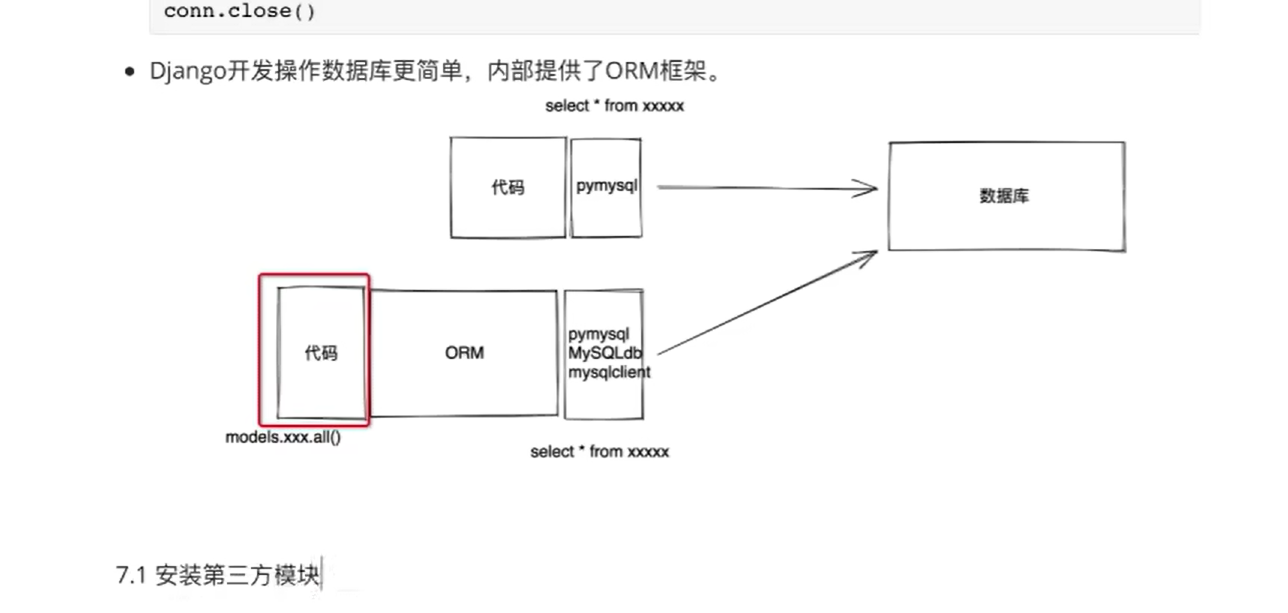 conn.close()
Django开发操作数据库更简单，内部提供了ORM框架。
select * from xxxxx
代码
pymysql
数据库
代码
ORM
pymysql
MySQLdb
mysqlclient
models.xxx.all()
select * from xxxxx
7.1 安装第三方模块